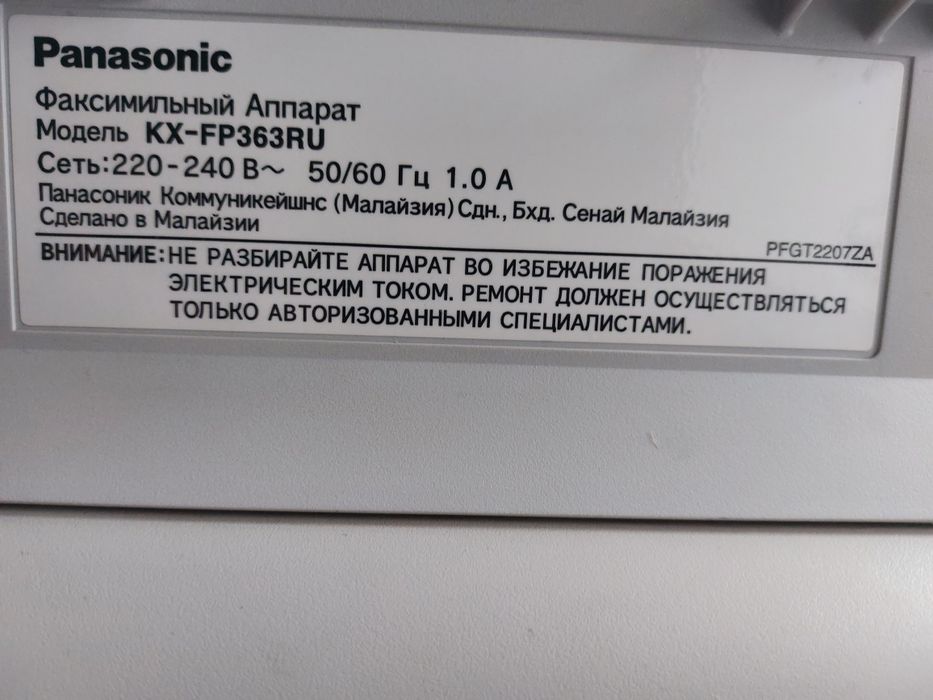 Panasonic
Факсимильный Аппарат
Модель KX-FP363RU
Сеть:220-240 В~ 50/60 Гц 1.0 А
Панасоник Коммуникейшнс (Малайзия) Сдн., Бхд. Сенай Малайзия
Сделано в Малайзии
PFGT2207ZA
ВНИМАНИЕ: НЕ РАЗБИРАЙТЕ АППАРАТ ВО ИЗБЕЖАНИЕ ПОРАЖЕНИЯ
ЭЛЕКТРИЧЕСКИМ ТОКОМ. РЕМОНТ ДОЛЖЕН ОСУЩЕСТВЛЯТЬСЯ
ТОЛЬКО АВТОРИЗОВАННЫМИ СПЕЦИАЛИСТАМИ.